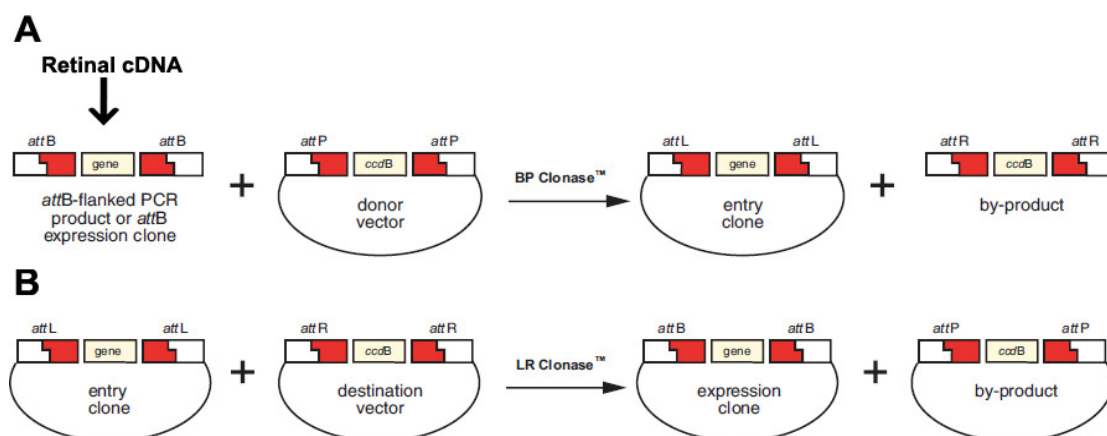 A
Retinal cDNA
attB attB attP attP attL attL attR attR
gene ccdB gene ccdB
+ BP Clonase™ +
attB-flanked PCR
product or attB
expression clone
donor
vector
entry
clone
by-product
B
attL attL attR attR attB attB attP attP
gene ccdB gene ccdB
+ LR Clonase™ +
entry
clone
destination
vector
expression
clone
by-product